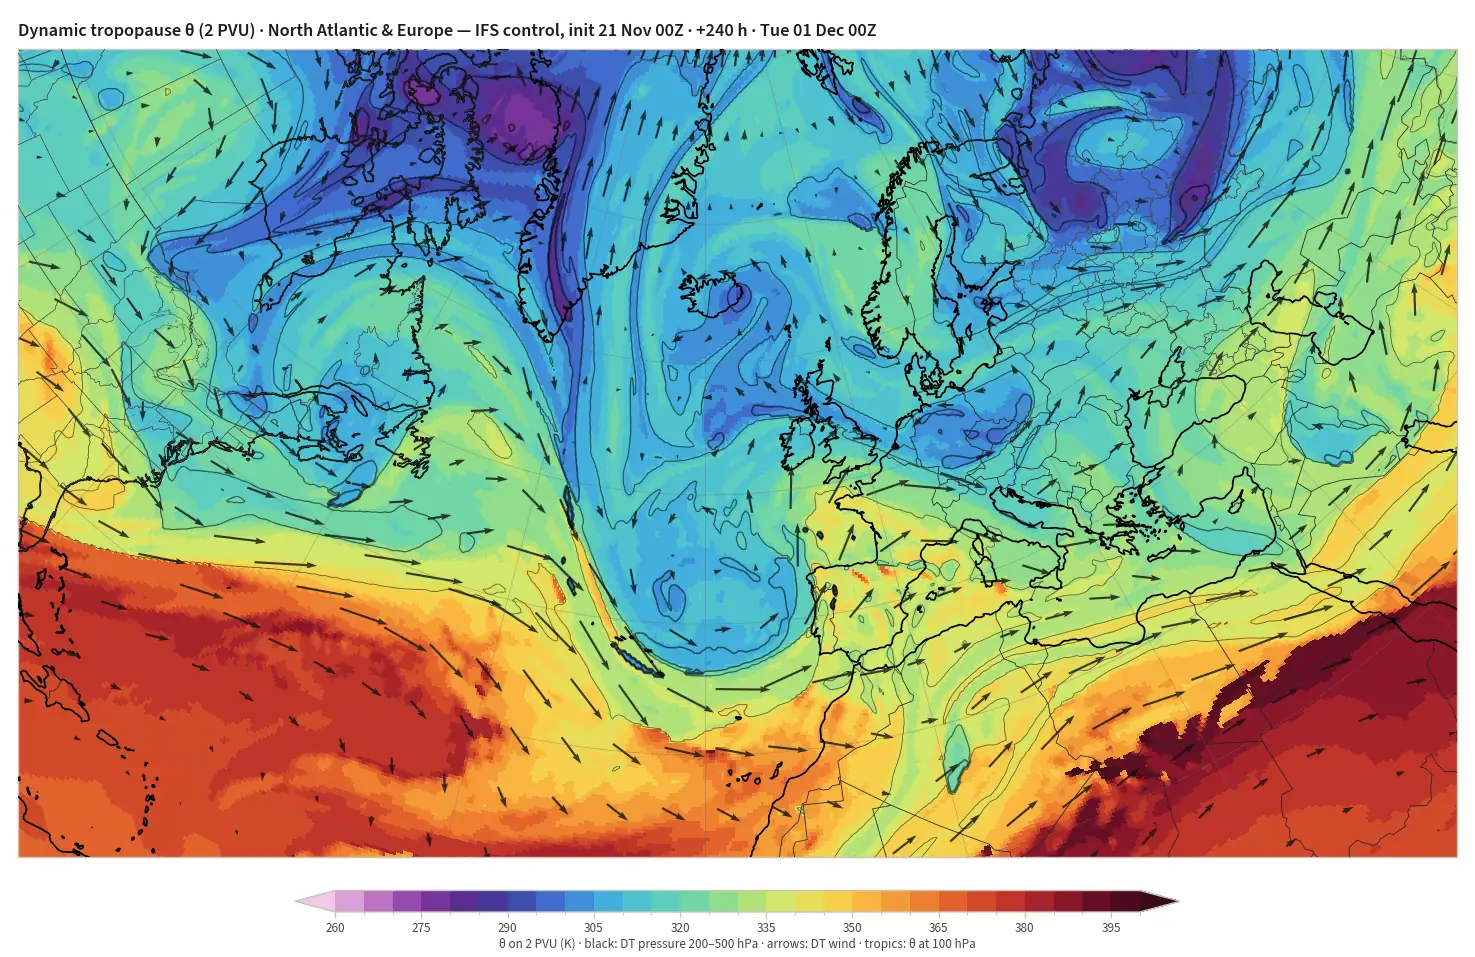 Dynamic tropopause θ (2 PVU) · North Atlantic & Europe — IFS control, init 21 Nov 00Z · +240 h · Tue 01 Dec 00Z
260 275 290 305 320 335 350 365 380 395
θ on 2 PVU (K) · black: DT pressure 200–500 hPa · arrows: DT wind · tropics: θ at 100 hPa